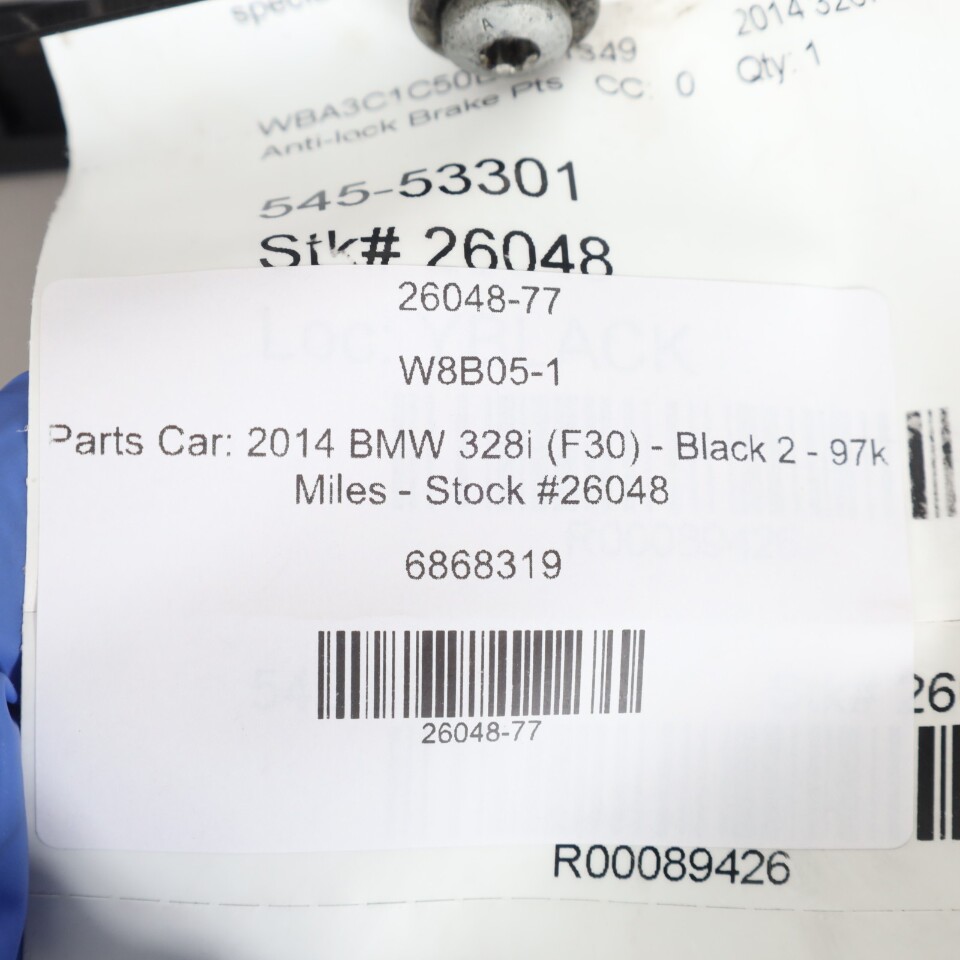 2014
WBA3C1C50
Anti-lock Brake Pts CC: 0 Qty: 1
545-53301
Stk# 26048
26048-77
W8B05-1
Parts Car: 2014 BMW 328i (F30) - Black 2 - 97k
Miles - Stock #26048
6868319
26048-77
26
R00089426